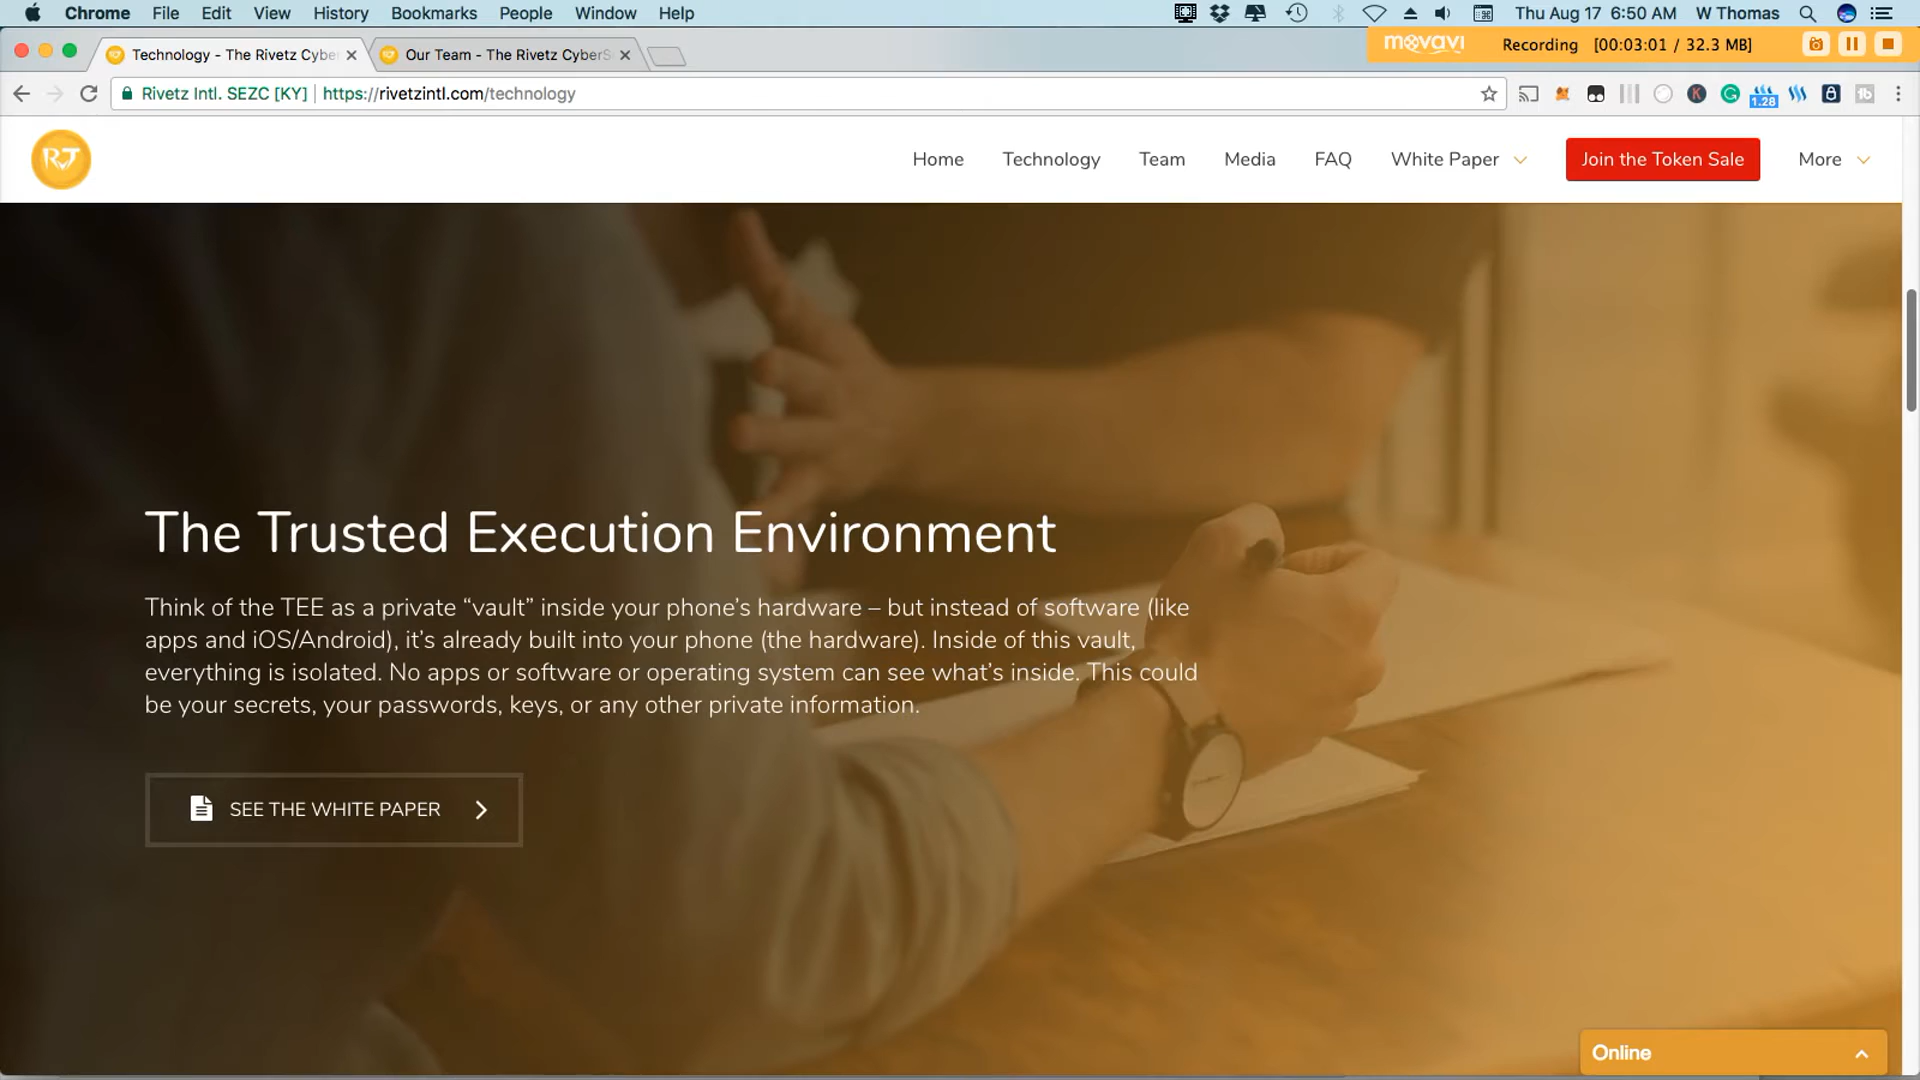 Chrome File Edit View History Bookmarks People Window Help Thu Aug 17 6:50 AM W Thomas
movavi Recording [00:03:01 / 32.3 MB]
Technology - The Rivetz Cybe Our Team - The Rivetz CyberS
Rivetz Intl. SEZC [KY] https://rivetzintl.com/technology
1.28
RvT
Home Technology Team Media FAQ White Paper Join the Token Sale More
The Trusted Execution Environment
Think of the TEE as a private “vault” inside your phone’s hardware – but instead of software (like
apps and iOS/Android), it’s already built into your phone (the hardware). Inside of this vault,
everything is isolated. No apps or software or operating system can see what’s inside. This could
be your secrets, your passwords, keys, or any other private information.
SEE THE WHITE PAPER
Online